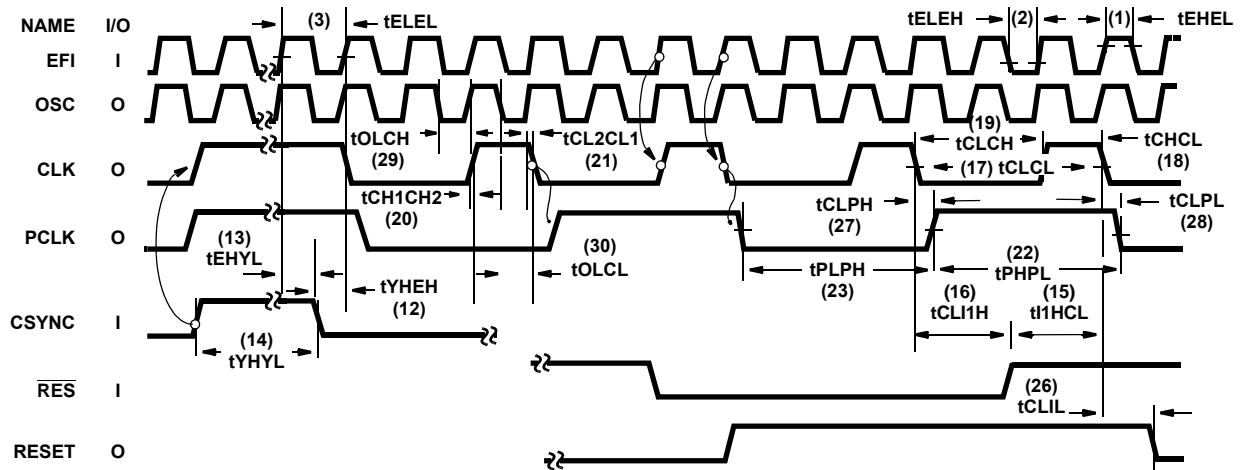 NAME I/O (3) tELEL tELEH (2) (1) tEHEL
EFI I
OSC O
tOLCH (29) tCL2CL1 (21) (19) tCLCH tCHCL (18)
CLK O (17) tCLCL
tCH1CH2 (20) tCLPH (27) tCLPL (28)
PCLK O (13) tEHYL (30) tOLCL tPLPH (23) (22) tPHPL
tYHEH (12) (16) tCLI1H (15) tI1HCL
CSYNC I (14) tYHYL
RES I (26) tCLIL
RESET O